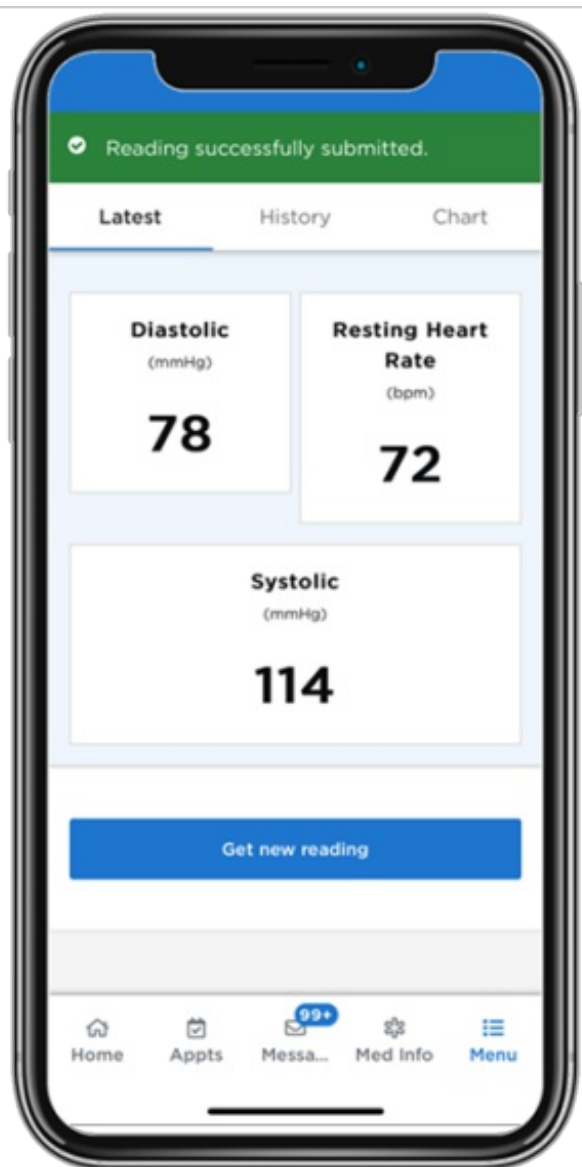 Reading successfully submitted.
Latest History Chart
Diastolic
(mmHg)
78
Resting Heart
Rate
(bpm)
72
Systolic
(mmHg)
114
Get new reading
99+
Home Appts Messa... Med Info Menu